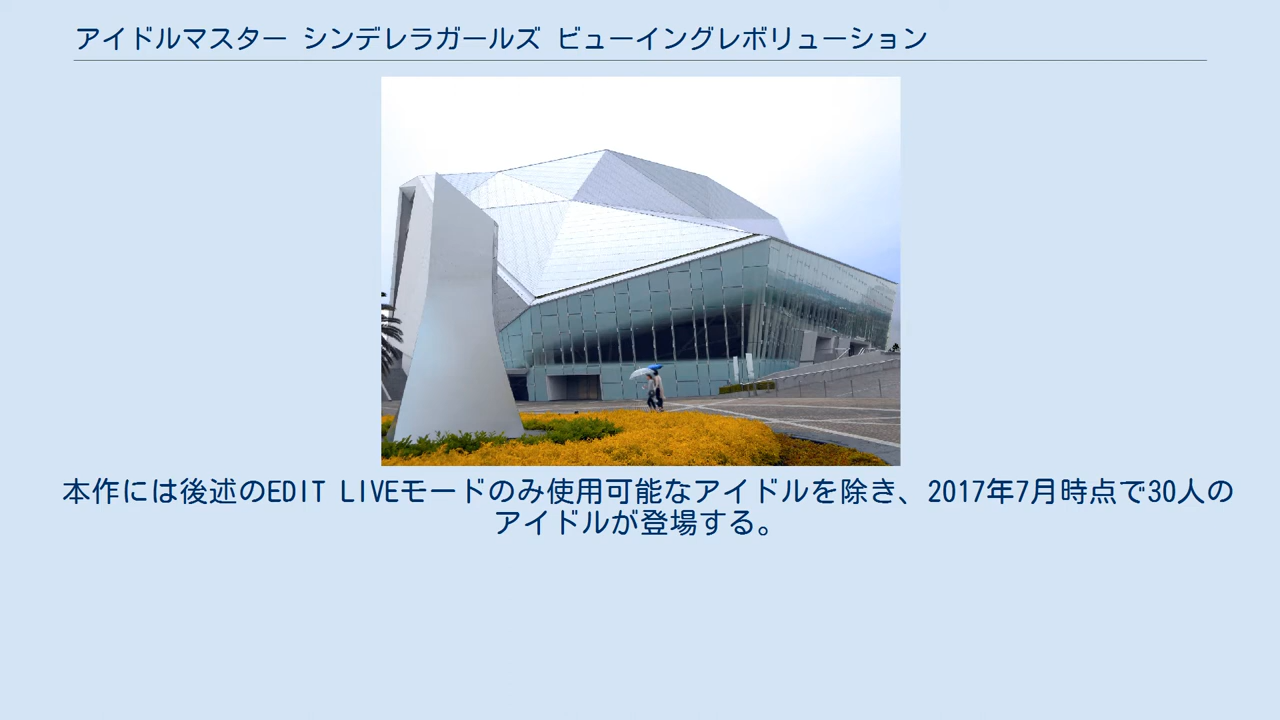 アイドルマスター シンデレラガールズ ビューイングレボリューション
本作には後述のEDIT LIVEモードのみ使用可能なアイドルを除き、2017年7月時点で30人の
アイドルが登場する。